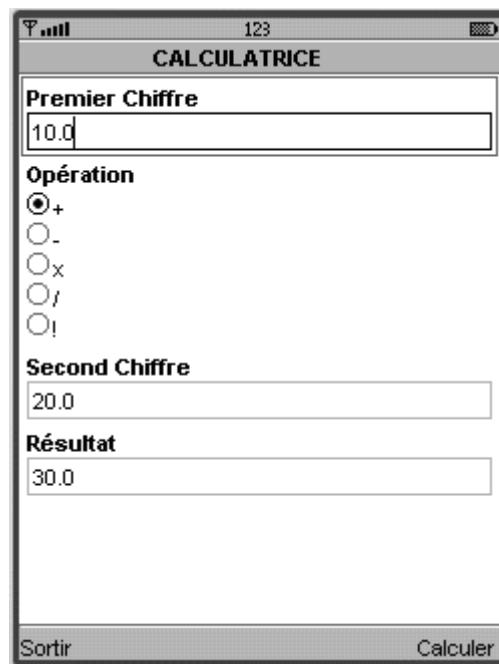 123
CALCULATRICE
Premier Chiffre
10.0
Opération
+
-
x
/
!
Second Chiffre
20.0
Résultat
30.0
Sortir Calculer